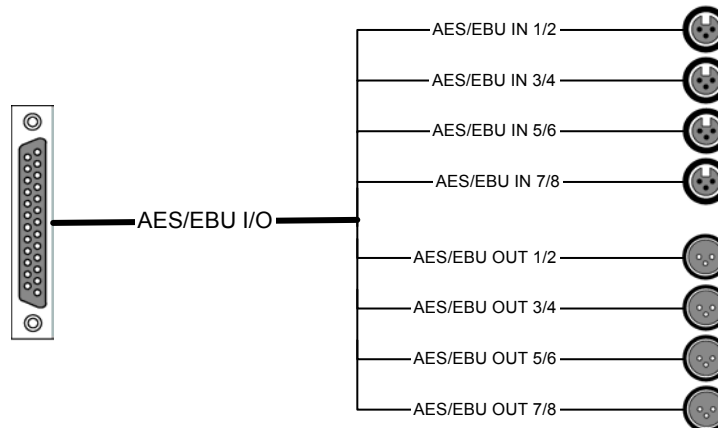 AES/EBU IN 1/2
AES/EBU IN 3/4
AES/EBU IN 5/6
AES/EBU IN 7/8
AES/EBU I/O
AES/EBU OUT 1/2
AES/EBU OUT 3/4
AES/EBU OUT 5/6
AES/EBU OUT 7/8